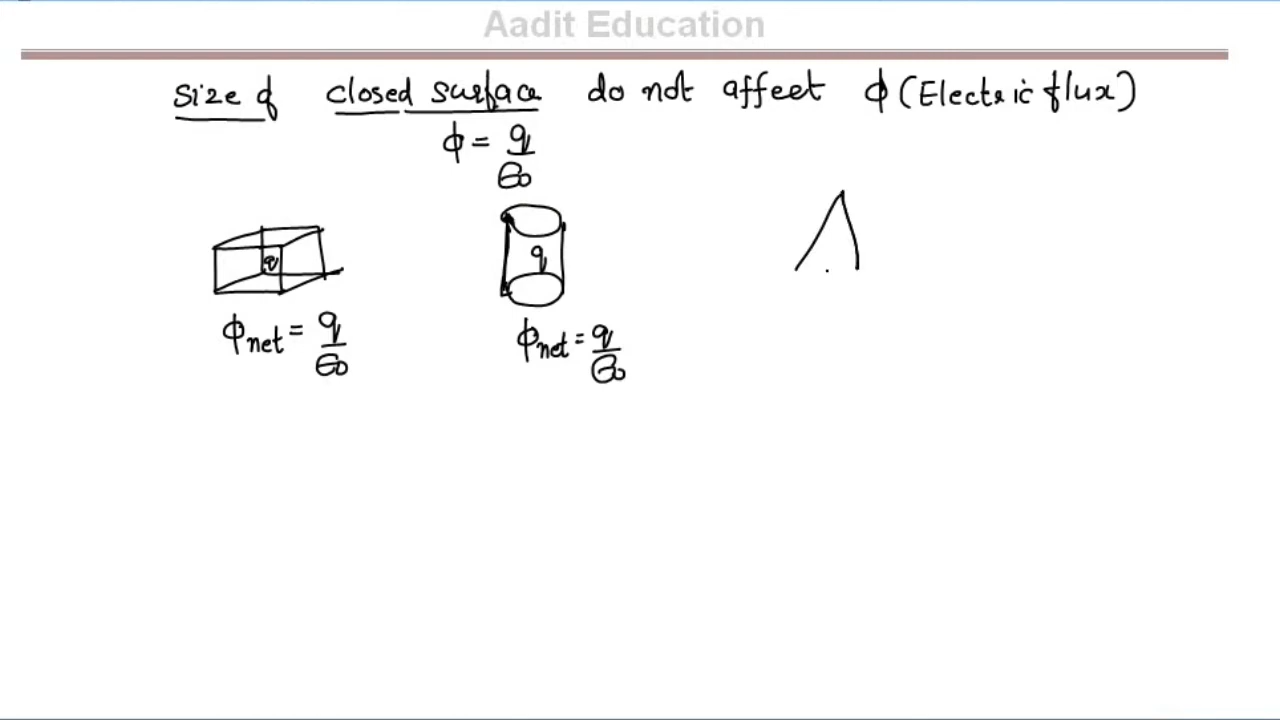 Aadit Education
Size of closed surface do not affect ϕ (Electric flux)
ϕ = q/ϵ0
q
q
ϕnet = q/ϵ0
ϕnet = q/ϵ0